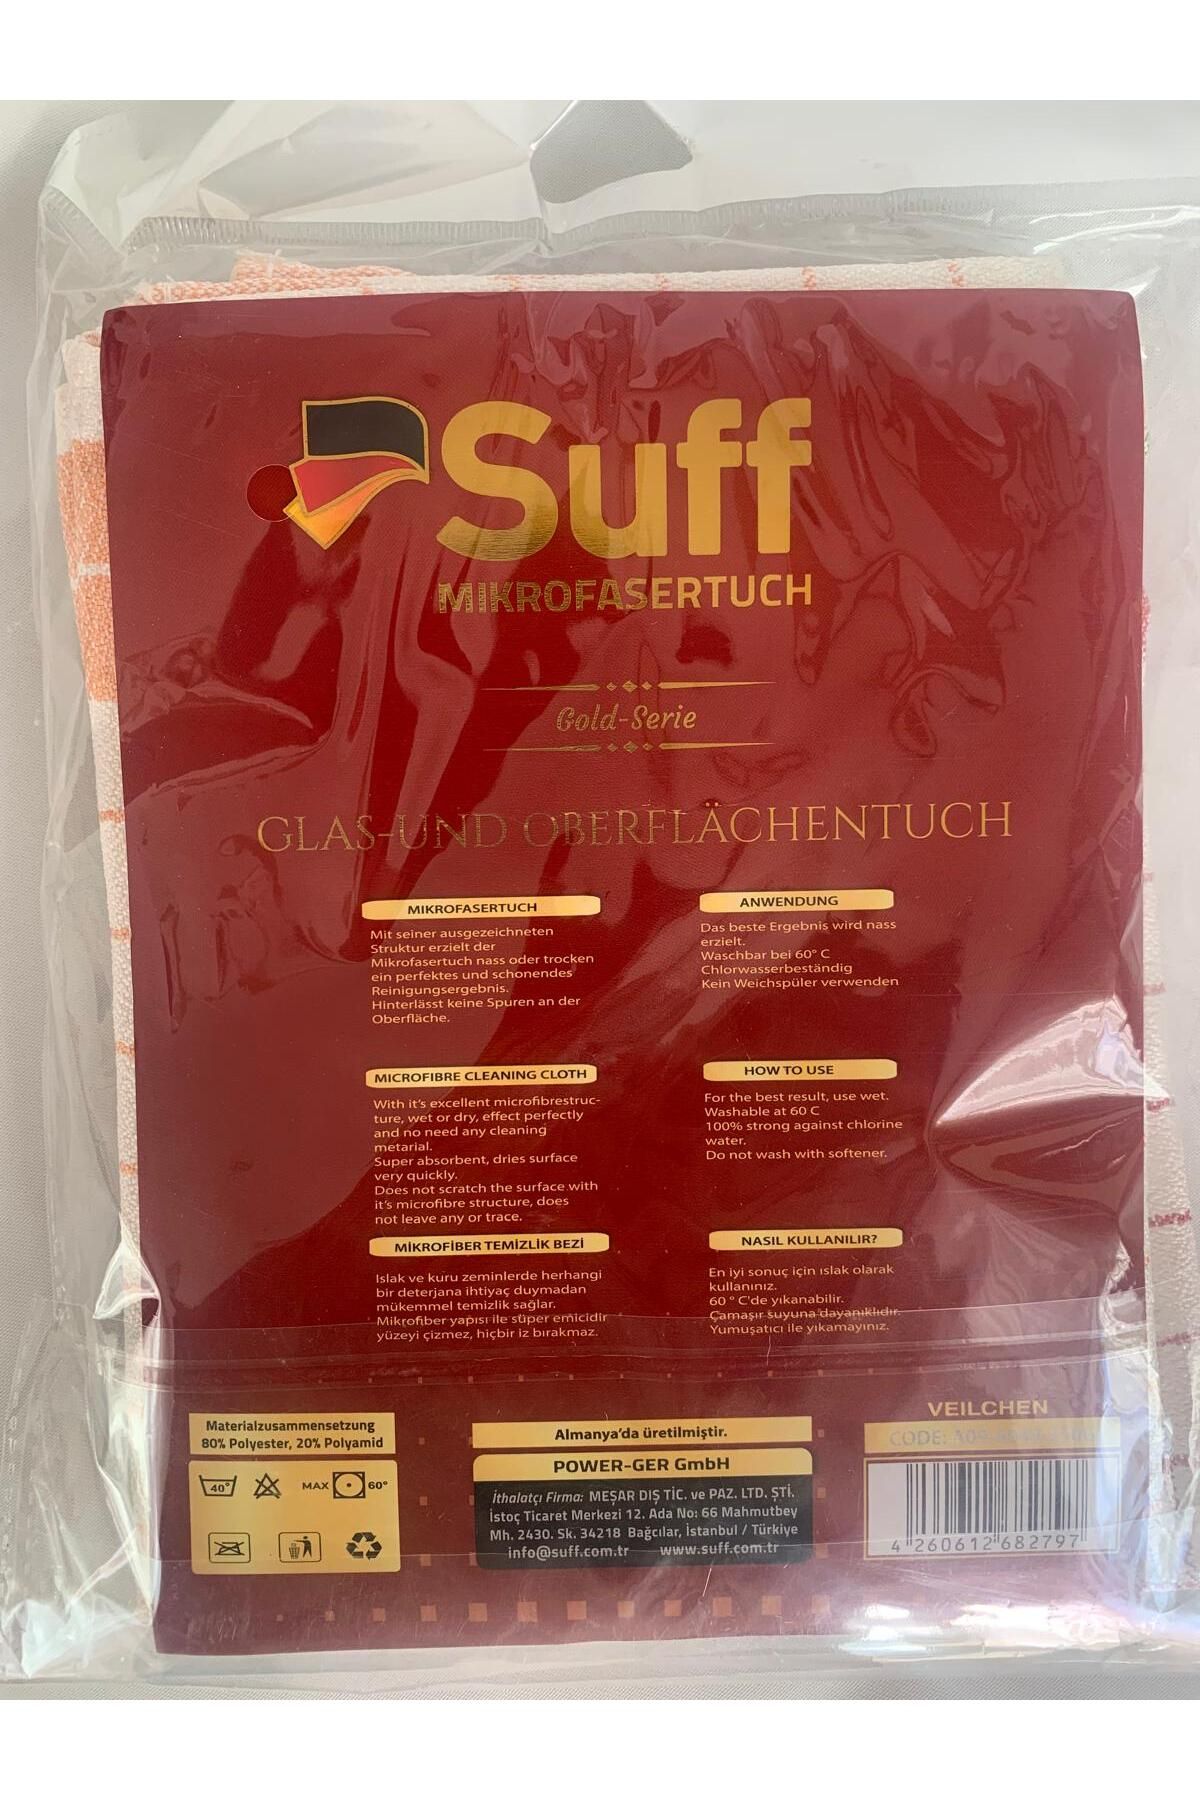 Suff
MIKROFASERTUCH
Gold-Serie
GLAS-UND OBERFLÄCHENTUCH
MIKROFASERTUCH
Mit seiner ausgezeichneten
Struktur erzielt der
Mikrofasertuch nass oder trocken
ein perfektes und schonendes
Reinigungsergebnis.
Hinterlässt keine Spuren an der
Oberfläche.
ANWENDUNG
Das beste Ergebnis wird nass
erzielt.
Waschbar bei 60° C
Chlorwasserbeständig
Kein Weichspüler verwenden
MICROFIBRE CLEANING CLOTH
With it's excellent microfibrestruc-
ture, wet or dry, effect perfectly
and no need any cleaning
metarial.
Super absorbent, dries surface
very quickly.
Does not scratch the surface with
it's microfibre structure, does
not leave any or trace.
HOW TO USE
For the best result, use wet.
Washable at 60 C
100% strong against chlorine
water.
Do not wash with softener.
MİKROFİBER TEMİZLİK BEZİ
Islak ve kuru zeminlerde herhangi
bir deterjana ihtiyaç duymadan
mükemmel temizlik sağlar.
Mikrofiber yapısı ile süper emicidir
yüzeyi çizmez, hiçbir iz bırakmaz.
NASIL KULLANILIR?
En iyi sonuç için ıslak olarak
kullanınız.
60 ° C'de yıkanabilir.
Çamaşır suyuna dayanıklıdır.
Yumuşatıcı ile yıkamayınız.
Materialzusammensetzung
80% Polyester, 20% Polyamid
40°
MAX
60°
Almanya'da üretilmiştir.
POWER-GER GmbH
İthalatçı Firma: MEŞAR DIŞ TİC. ve PAZ. LTD. ŞTİ.
İstoç Ticaret Merkezi 12. Ada No: 66 Mahmutbey
Mh. 2430. Sk. 34218 Bağcılar, İstanbul / Türkiye
info@suff.com.tr www.suff.com.tr
VEILCHEN
CODE:
4 260612 682797